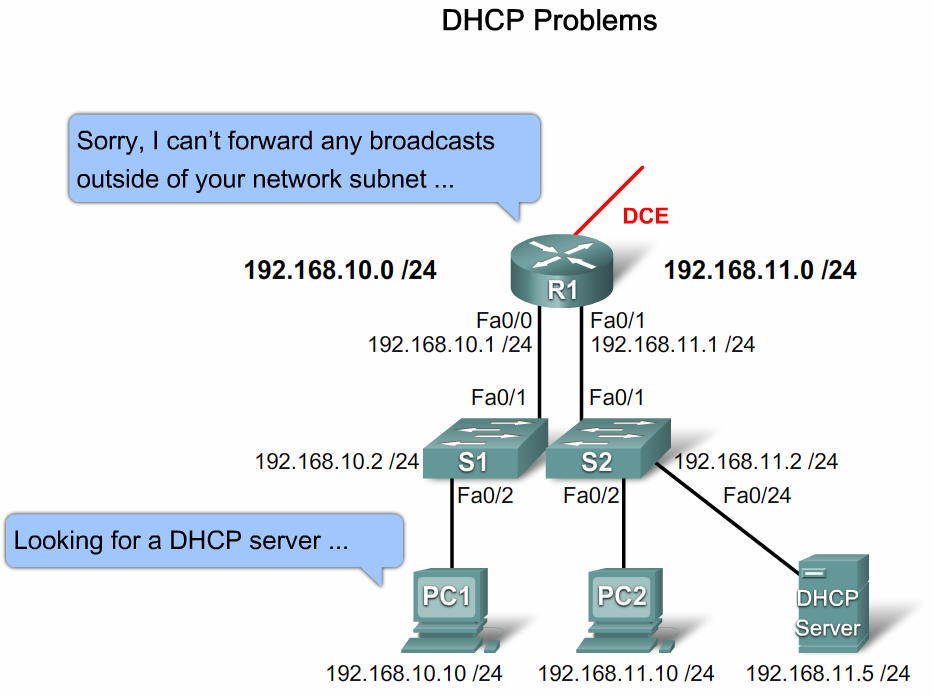 DHCP Problems
Sorry, I can’t forward any broadcasts
outside of your network subnet ...
DCE
192.168.10.0 /24
192.168.11.0 /24
R1
Fa0/0
192.168.10.1 /24
Fa0/1
192.168.11.1 /24
Fa0/1
Fa0/1
192.168.10.2 /24
S1
S2
192.168.11.2 /24
Fa0/2
Fa0/2
Fa0/24
Looking for a DHCP server ...
PC1
PC2
DHCP
Server
192.168.10.10 /24
192.168.11.10 /24
192.168.11.5 /24